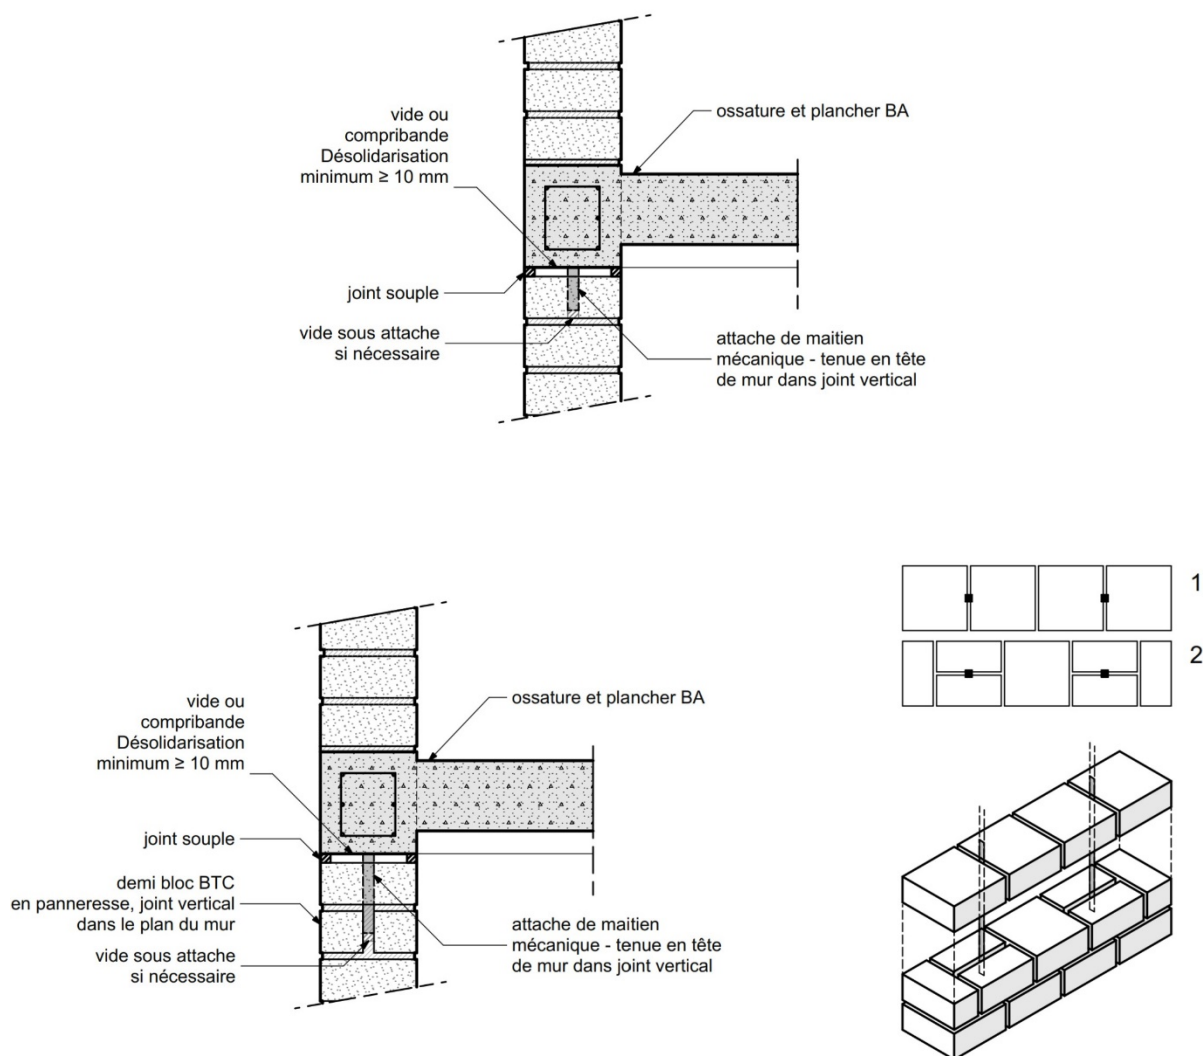 vide ou
compribande
Désolidarisation
minimum ≥ 10 mm
ossature et plancher BA
joint souple
vide sous attache
si nécessaire
attache de maitien
mécanique - tenue en tête
de mur dans joint vertical
1
2
vide ou
compribande
Désolidarisation
minimum ≥ 10 mm
ossature et plancher BA
joint souple
demi bloc BTC
en panneresse, joint vertical
dans le plan du mur
vide sous attache
si nécessaire
attache de maitien
mécanique - tenue en tête
de mur dans joint vertical